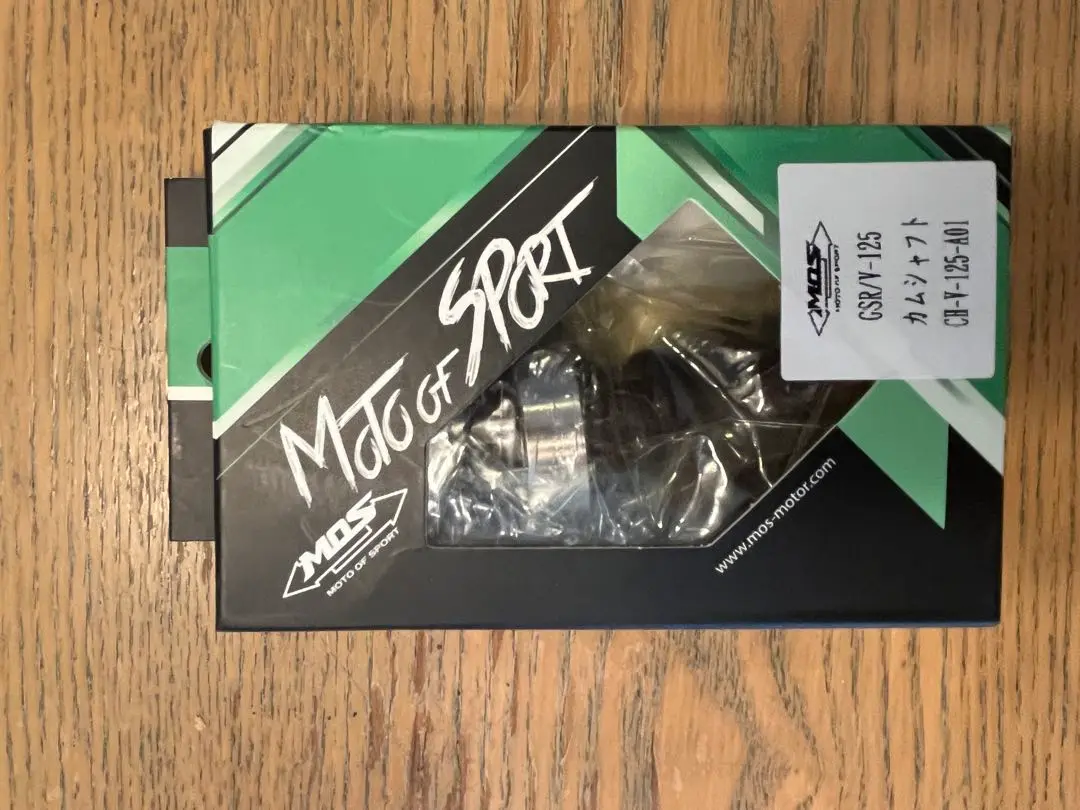 MOTO OF SPORT
MOS
MOTO OF SPORT
www.mos-motor.com
MOS
MOTO OF SPORT
GSR/V-125
カムシャフト
CH-V-125-A01